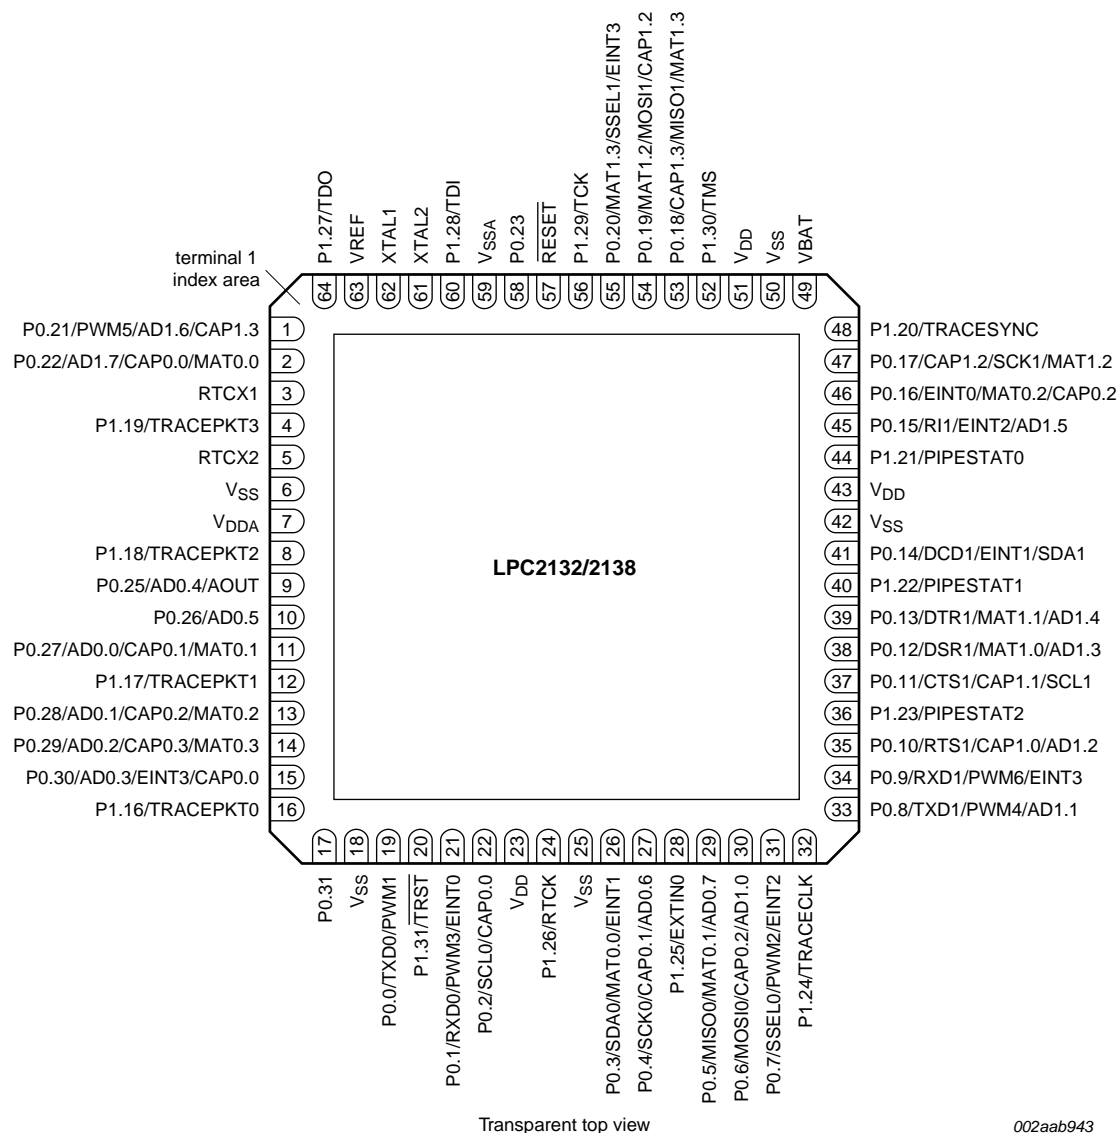 P1.27/TDO
VREF
XTAL1
XTAL2
P1.28/TDI
VSSA
P0.23
RESET
P1.29/TCK
P0.20/MAT1.3/SSEL1/EINT3
P0.19/MAT1.2/MOSI1/CAP1.2
P0.18/CAP1.3/MISO1/MAT1.3
P1.30/TMS
VDD
VSS
VBAT
terminal 1
index area
64
63
62
61
60
59
58
57
56
55
54
53
52
51
50
49
P0.21/PWM5/AD1.6/CAP1.3 1
P0.22/AD1.7/CAP0.0/MAT0.0 2
RTCX1 3
P1.19/TRACEPKT3 4
RTCX2 5
VSS 6
VDDA 7
P1.18/TRACEPKT2 8
P0.25/AD0.4/AOUT 9
P0.26/AD0.5 10
P0.27/AD0.0/CAP0.1/MAT0.1 11
P1.17/TRACEPKT1 12
P0.28/AD0.1/CAP0.2/MAT0.2 13
P0.29/AD0.2/CAP0.3/MAT0.3 14
P0.30/AD0.3/EINT3/CAP0.0 15
P1.16/TRACEPKT0 16
LPC2132/2138
48 P1.20/TRACESYNC
47 P0.17/CAP1.2/SCK1/MAT1.2
46 P0.16/EINT0/MAT0.2/CAP0.2
45 P0.15/RI1/EINT2/AD1.5
44 P1.21/PIPESTAT0
43 VDD
42 VSS
41 P0.14/DCD1/EINT1/SDA1
40 P1.22/PIPESTAT1
39 P0.13/DTR1/MAT1.1/AD1.4
38 P0.12/DSR1/MAT1.0/AD1.3
37 P0.11/CTS1/CAP1.1/SCL1
36 P1.23/PIPESTAT2
35 P0.10/RTS1/CAP1.0/AD1.2
34 P0.9/RXD1/PWM6/EINT3
33 P0.8/TXD1/PWM4/AD1.1
17
18
19
20
21
22
23
24
25
26
27
28
29
30
31
32
P0.31
VSS
P0.0/TXD0/PWM1
P1.31/TRST
P0.1/RXD0/PWM3/EINT0
P0.2/SCL0/CAP0.0
VDD
P1.26/RTCK
VSS
P0.3/SDA0/MAT0.0/EINT1
P0.4/SCK0/CAP0.1/AD0.6
P1.25/EXTIN0
P0.5/MISO0/MAT0.1/AD0.7
P0.6/MOSI0/CAP0.2/AD1.0
P0.7/SSEL0/PWM2/EINT2
P1.24/TRACECLK
Transparent top view
002aab943